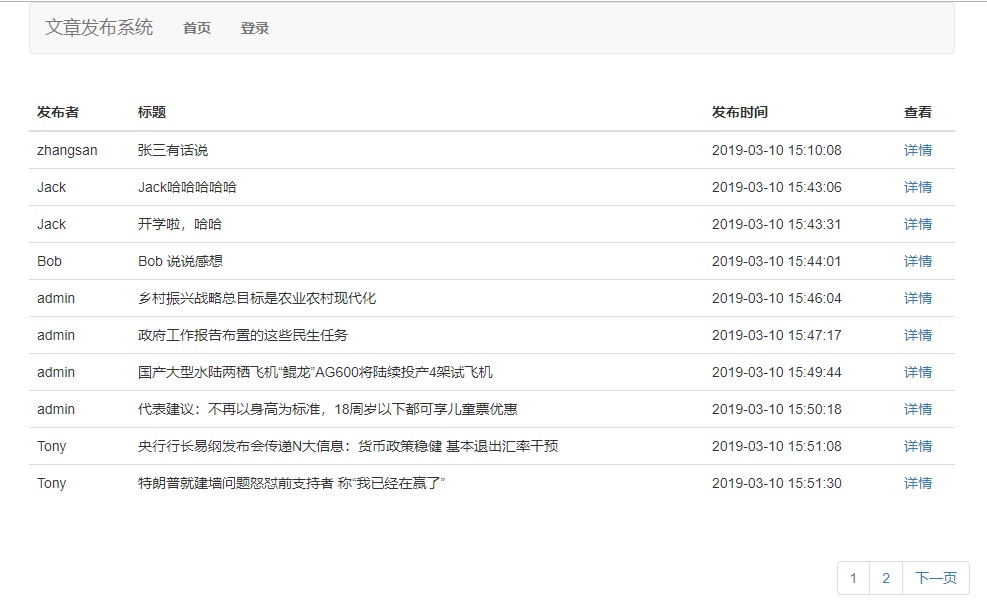 文章发布系统 首页 登录
发布者 标题 发布时间 查看
zhangsan 张三有话说 2019-03-10 15:10:08 详情
Jack Jack哈哈哈哈哈 2019-03-10 15:43:06 详情
Jack 开学啦，哈哈 2019-03-10 15:43:31 详情
Bob Bob 说说感想 2019-03-10 15:44:01 详情
admin 乡村振兴战略总目标是农业农村现代化 2019-03-10 15:46:04 详情
admin 政府工作报告布置的这些民生任务 2019-03-10 15:47:17 详情
admin 国产大型水陆两栖飞机“鲲龙”AG600将陆续投产4架试飞机 2019-03-10 15:49:44 详情
admin 代表建议：不再以身高为标准，18周岁以下都可享儿童票优惠 2019-03-10 15:50:18 详情
Tony 央行行长易纲发布会传递N大信息：货币政策稳健 基本退出汇率干预 2019-03-10 15:51:08 详情
Tony 特朗普就建墙问题怒怼前支持者 称“我已经在赢了” 2019-03-10 15:51:30 详情
1 2 下一页